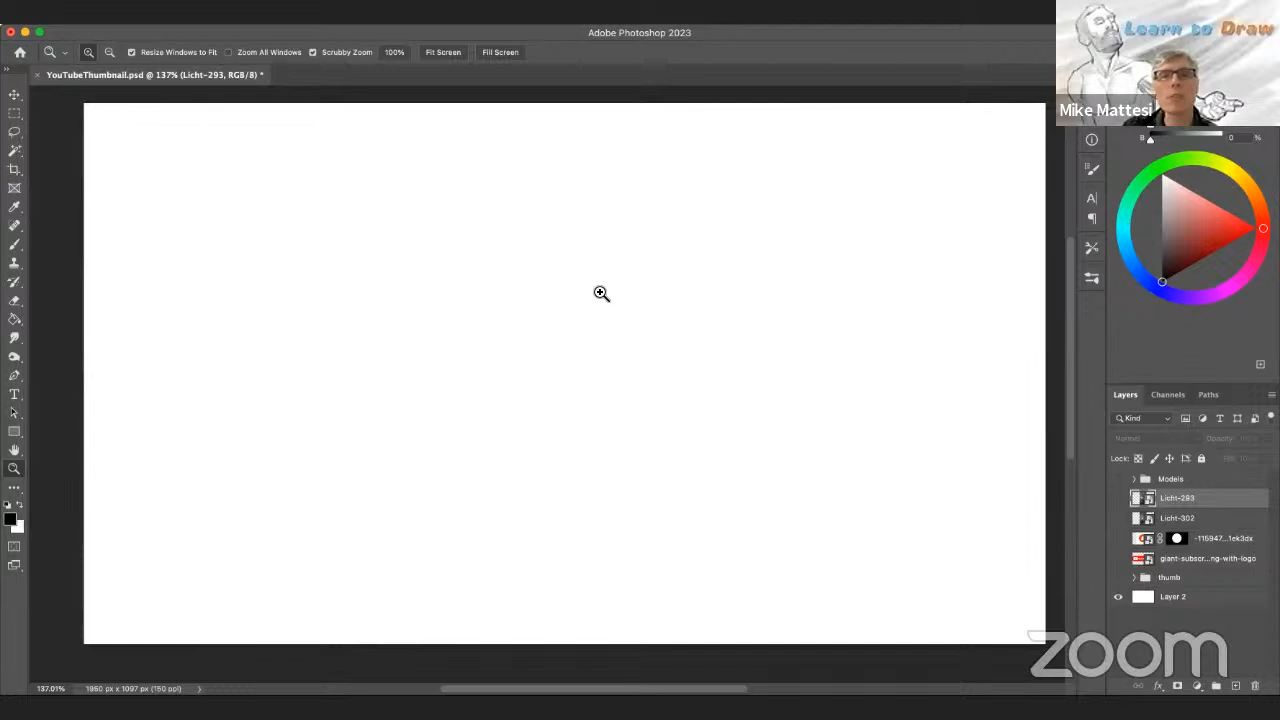 Adobe Photoshop 2023
Learn to Draw
Mike Mattesi
Resize Windows to Fit
Zoom All Windows
Scrubby Zoom
100%
Fit Screen
Fill Screen
YouTubeThumbnail.psd @ 137% (Licht-293, RGB/8) *
B
0
%
Layers
Channels
Paths
Kind
Normal
Opacity:
Lock:
Models
Licht-293
Licht-302
-115947...1ek3dx
giant-subscr...ng-with-logo
thumb
Layer 2
zoom
137.01%
1960 px x 1097 px (150 ppi)